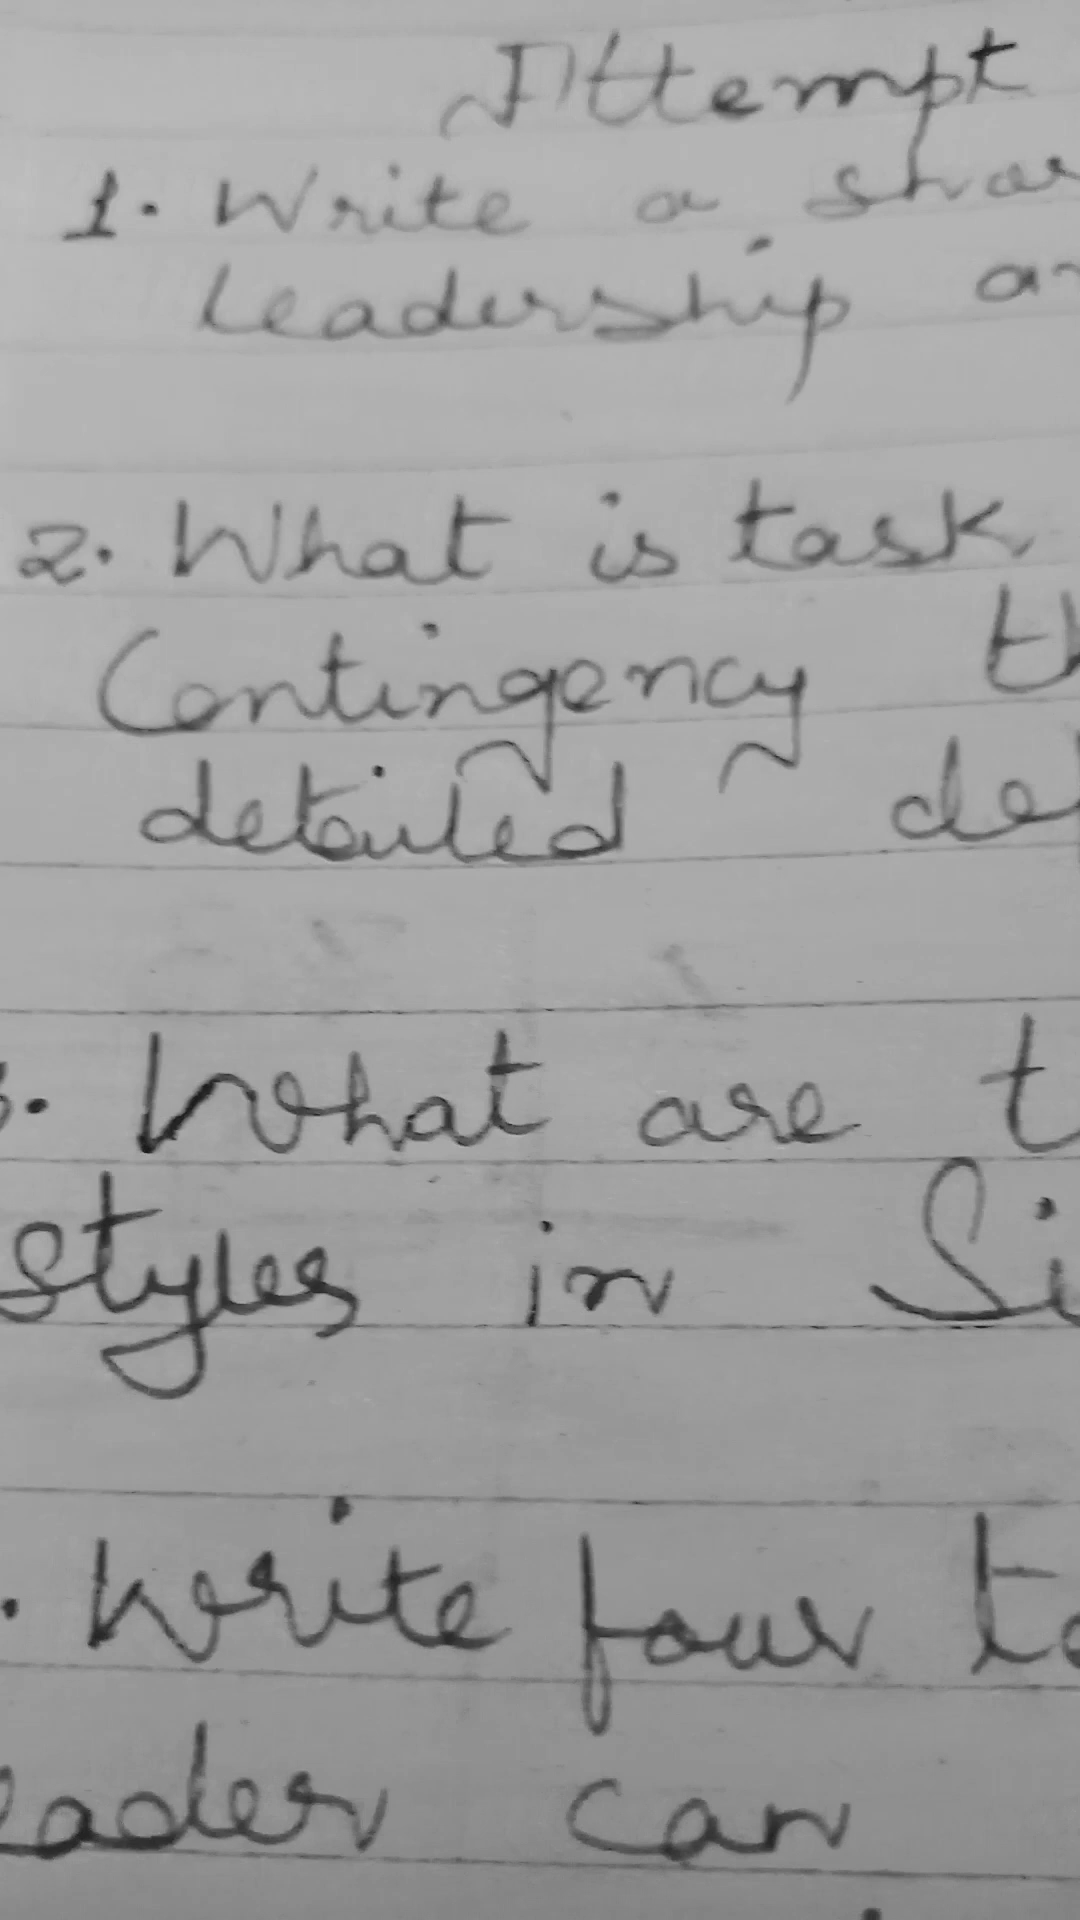 Attempt
1. Write a
leadership
2. What is task
Contingency
detailed
. What are
styles in
. Write four
can